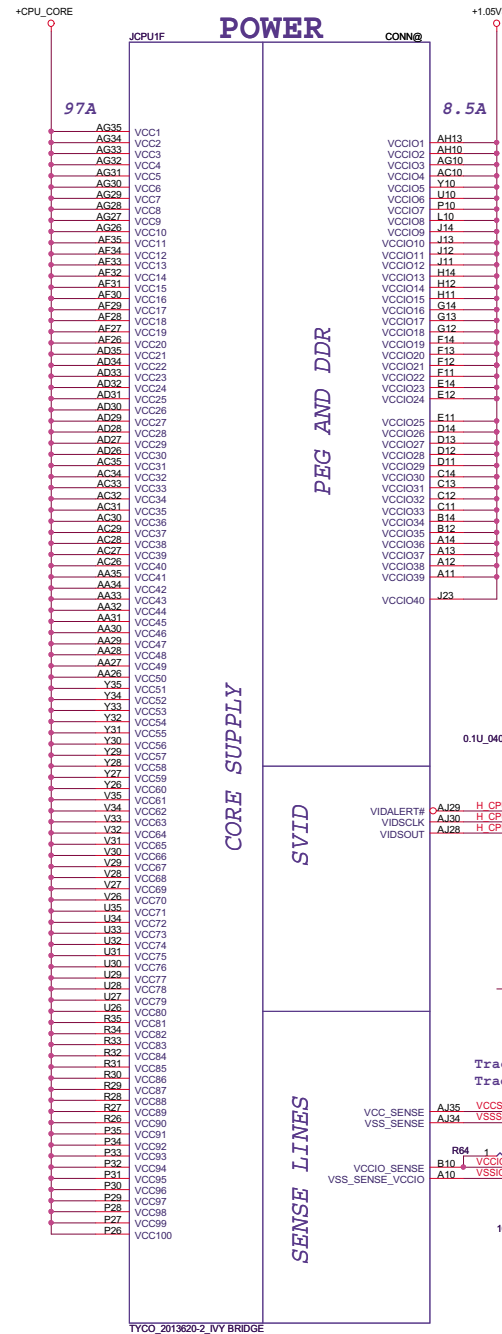 +CPU_CORE
+1.05V
POWER
JCPU1F
CONN@
97A
8.5A
AG35 VCC1
AG34 VCC2
AG33 VCC3
AG32 VCC4
AG31 VCC5
AG30 VCC6
AG29 VCC7
AG28 VCC8
AG27 VCC9
AG26 VCC10
AF35 VCC11
AF34 VCC12
AF33 VCC13
AF32 VCC14
AF31 VCC15
AF30 VCC16
AF29 VCC17
AF28 VCC18
AF27 VCC19
AF26 VCC20
AD35 VCC21
AD34 VCC22
AD33 VCC23
AD32 VCC24
AD31 VCC25
AD30 VCC26
AD29 VCC27
AD28 VCC28
AD27 VCC29
AD26 VCC30
AC35 VCC31
AC34 VCC32
AC33 VCC33
AC32 VCC34
AC31 VCC35
AC30 VCC36
AC29 VCC37
AC28 VCC38
AC27 VCC39
AC26 VCC40
AA35 VCC41
AA34 VCC42
AA33 VCC43
AA32 VCC44
AA31 VCC45
AA30 VCC46
AA29 VCC47
AA28 VCC48
AA27 VCC49
AA26 VCC50
Y35 VCC51
Y34 VCC52
Y33 VCC53
Y32 VCC54
Y31 VCC55
Y30 VCC56
Y29 VCC57
Y28 VCC58
Y27 VCC59
Y26 VCC60
V35 VCC61
V34 VCC62
V33 VCC63
V32 VCC64
V31 VCC65
V30 VCC66
V29 VCC67
V28 VCC68
V27 VCC69
V26 VCC70
U35 VCC71
U34 VCC72
U33 VCC73
U32 VCC74
U31 VCC75
U30 VCC76
U29 VCC77
U28 VCC78
U27 VCC79
U26 VCC80
R35 VCC81
R34 VCC82
R33 VCC83
R32 VCC84
R31 VCC85
R30 VCC86
R29 VCC87
R28 VCC88
R27 VCC89
R26 VCC90
P35 VCC91
P34 VCC92
P33 VCC93
P32 VCC94
P31 VCC95
P30 VCC96
P29 VCC97
P28 VCC98
P27 VCC99
P26 VCC100
CORE SUPPLY
PEG AND DDR
VCCIO1 AH13
VCCIO2 AH10
VCCIO3 AG10
VCCIO4 AC10
VCCIO5 Y10
VCCIO6 U10
VCCIO7 P10
VCCIO8 L10
VCCIO9 J14
VCCIO10 J13
VCCIO11 J12
VCCIO12 J11
VCCIO13 H14
VCCIO14 H12
VCCIO15 H11
VCCIO16 G14
VCCIO17 G13
VCCIO18 G12
VCCIO19 F14
VCCIO20 F13
VCCIO21 F12
VCCIO22 F11
VCCIO23 E14
VCCIO24 E12
VCCIO25 E11
VCCIO26 D14
VCCIO27 D13
VCCIO28 D12
VCCIO29 D11
VCCIO30 C14
VCCIO31 C13
VCCIO32 C12
VCCIO33 C11
VCCIO34 B14
VCCIO35 B12
VCCIO36 A14
VCCIO37 A13
VCCIO38 A12
VCCIO39 A11
VCCIO40 J23
0.1U_040
SVID
VIDALERT# AJ29 H_CP
VIDSCLK AJ30 H_CP
VIDSOUT AJ28 H_CP
SENSE LINES
Trac
Trac
VCC_SENSE AJ35 VCCS
VSS_SENSE AJ34 VSSS
R64 1
VCCIO_SENSE B10 VCCIO
VSS_SENSE_VCCIO A10 VSSIO
10
TYCO_2013620-2_IVY BRIDGE